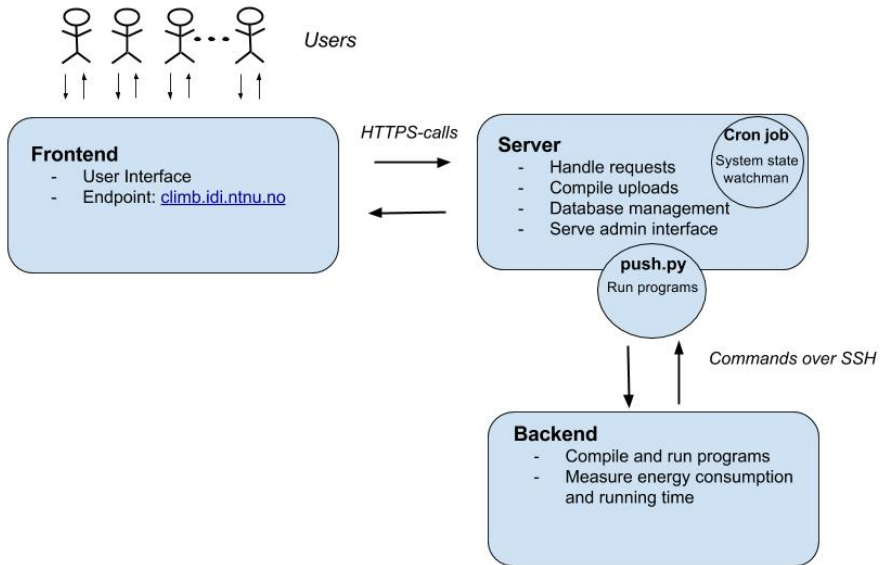 Users
HTTPS-calls
Frontend
- User Interface
- Endpoint: climb.idi.ntnu.no
Server
- Handle requests
- Compile uploads
- Database management
- Serve admin interface
Cron job
System state
watchman
push.py
Run programs
Commands over SSH
Backend
- Compile and run programs
- Measure energy consumption
and running time